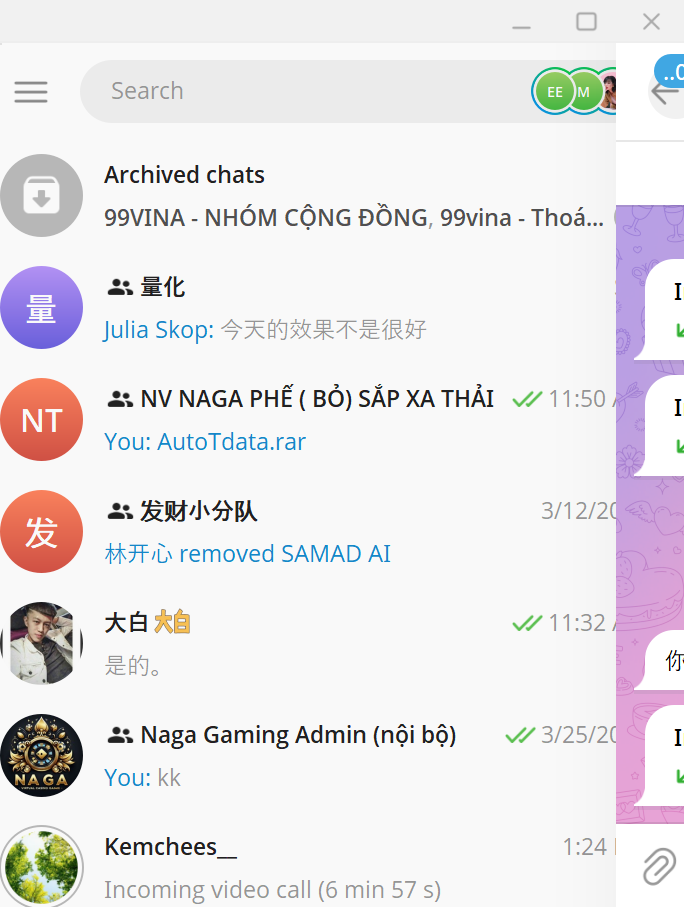 ..0
Search
EE
M
Archived chats
99VINA - NHÓM CỘNG ĐỒNG, 99vina - Thoá...
量
量化
Julia Skop: 今天的效果不是很好
NT
NV NAGA PHẾ ( BỎ) SẮP XA THẢI
11:50
You: AutoTdata.rar
发
发财小分队
3/12/20
林开心 removed SAMAD AI
大白 大白
11:32
是的。
你
Naga Gaming Admin (nội bộ)
3/25/20
You: kk
NAGA
Kemchees__
1:24
Incoming video call (6 min 57 s)